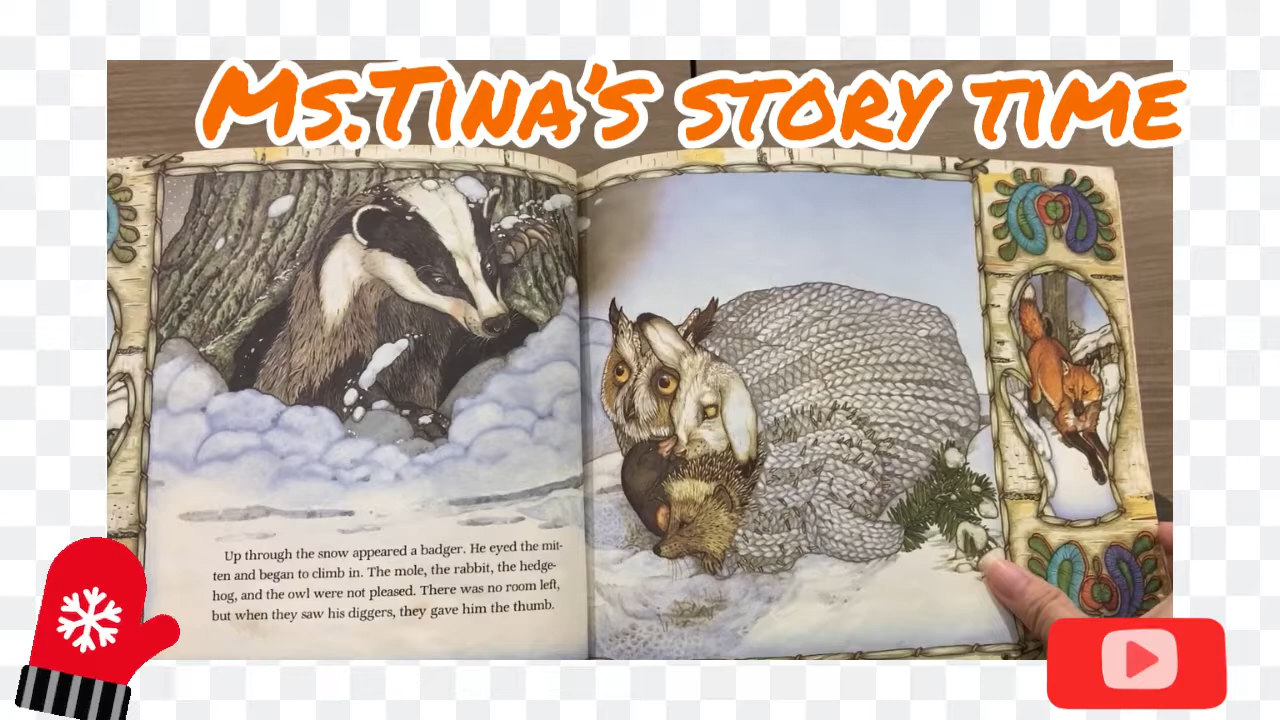 Ms.Tina's story time
Up through the snow appeared a badger. He eyed the mit-
ten and began to climb in. The mole, the rabbit, the hedge-
hog, and the owl were not pleased. There was no room left,
but when they saw his diggers, they gave him the thumb.